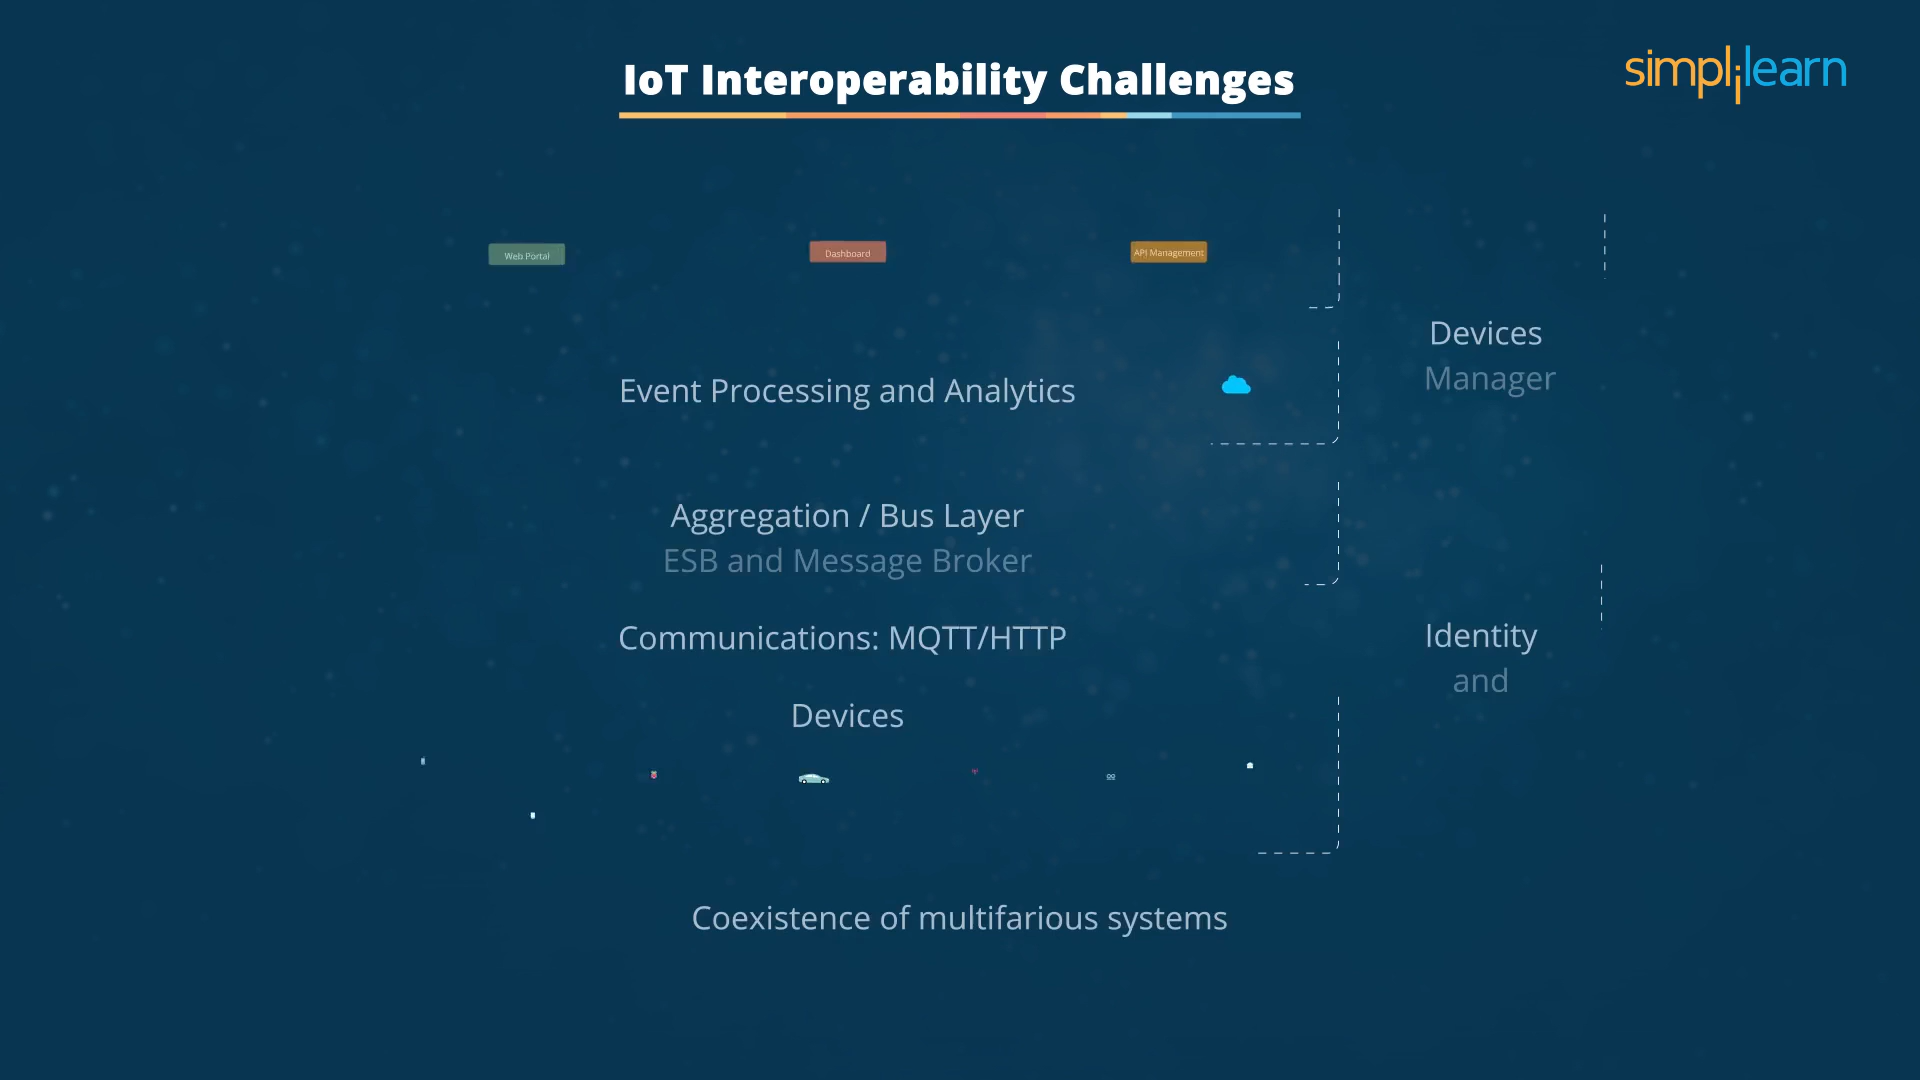 IoT Interoperability Challenges
simplilearn
Web Portal
Dashboard
API Management
Event Processing and Analytics
Devices
Manager
Aggregation / Bus Layer
ESB and Message Broker
Communications: MQTT/HTTP
Identity
and
Devices
Coexistence of multifarious systems